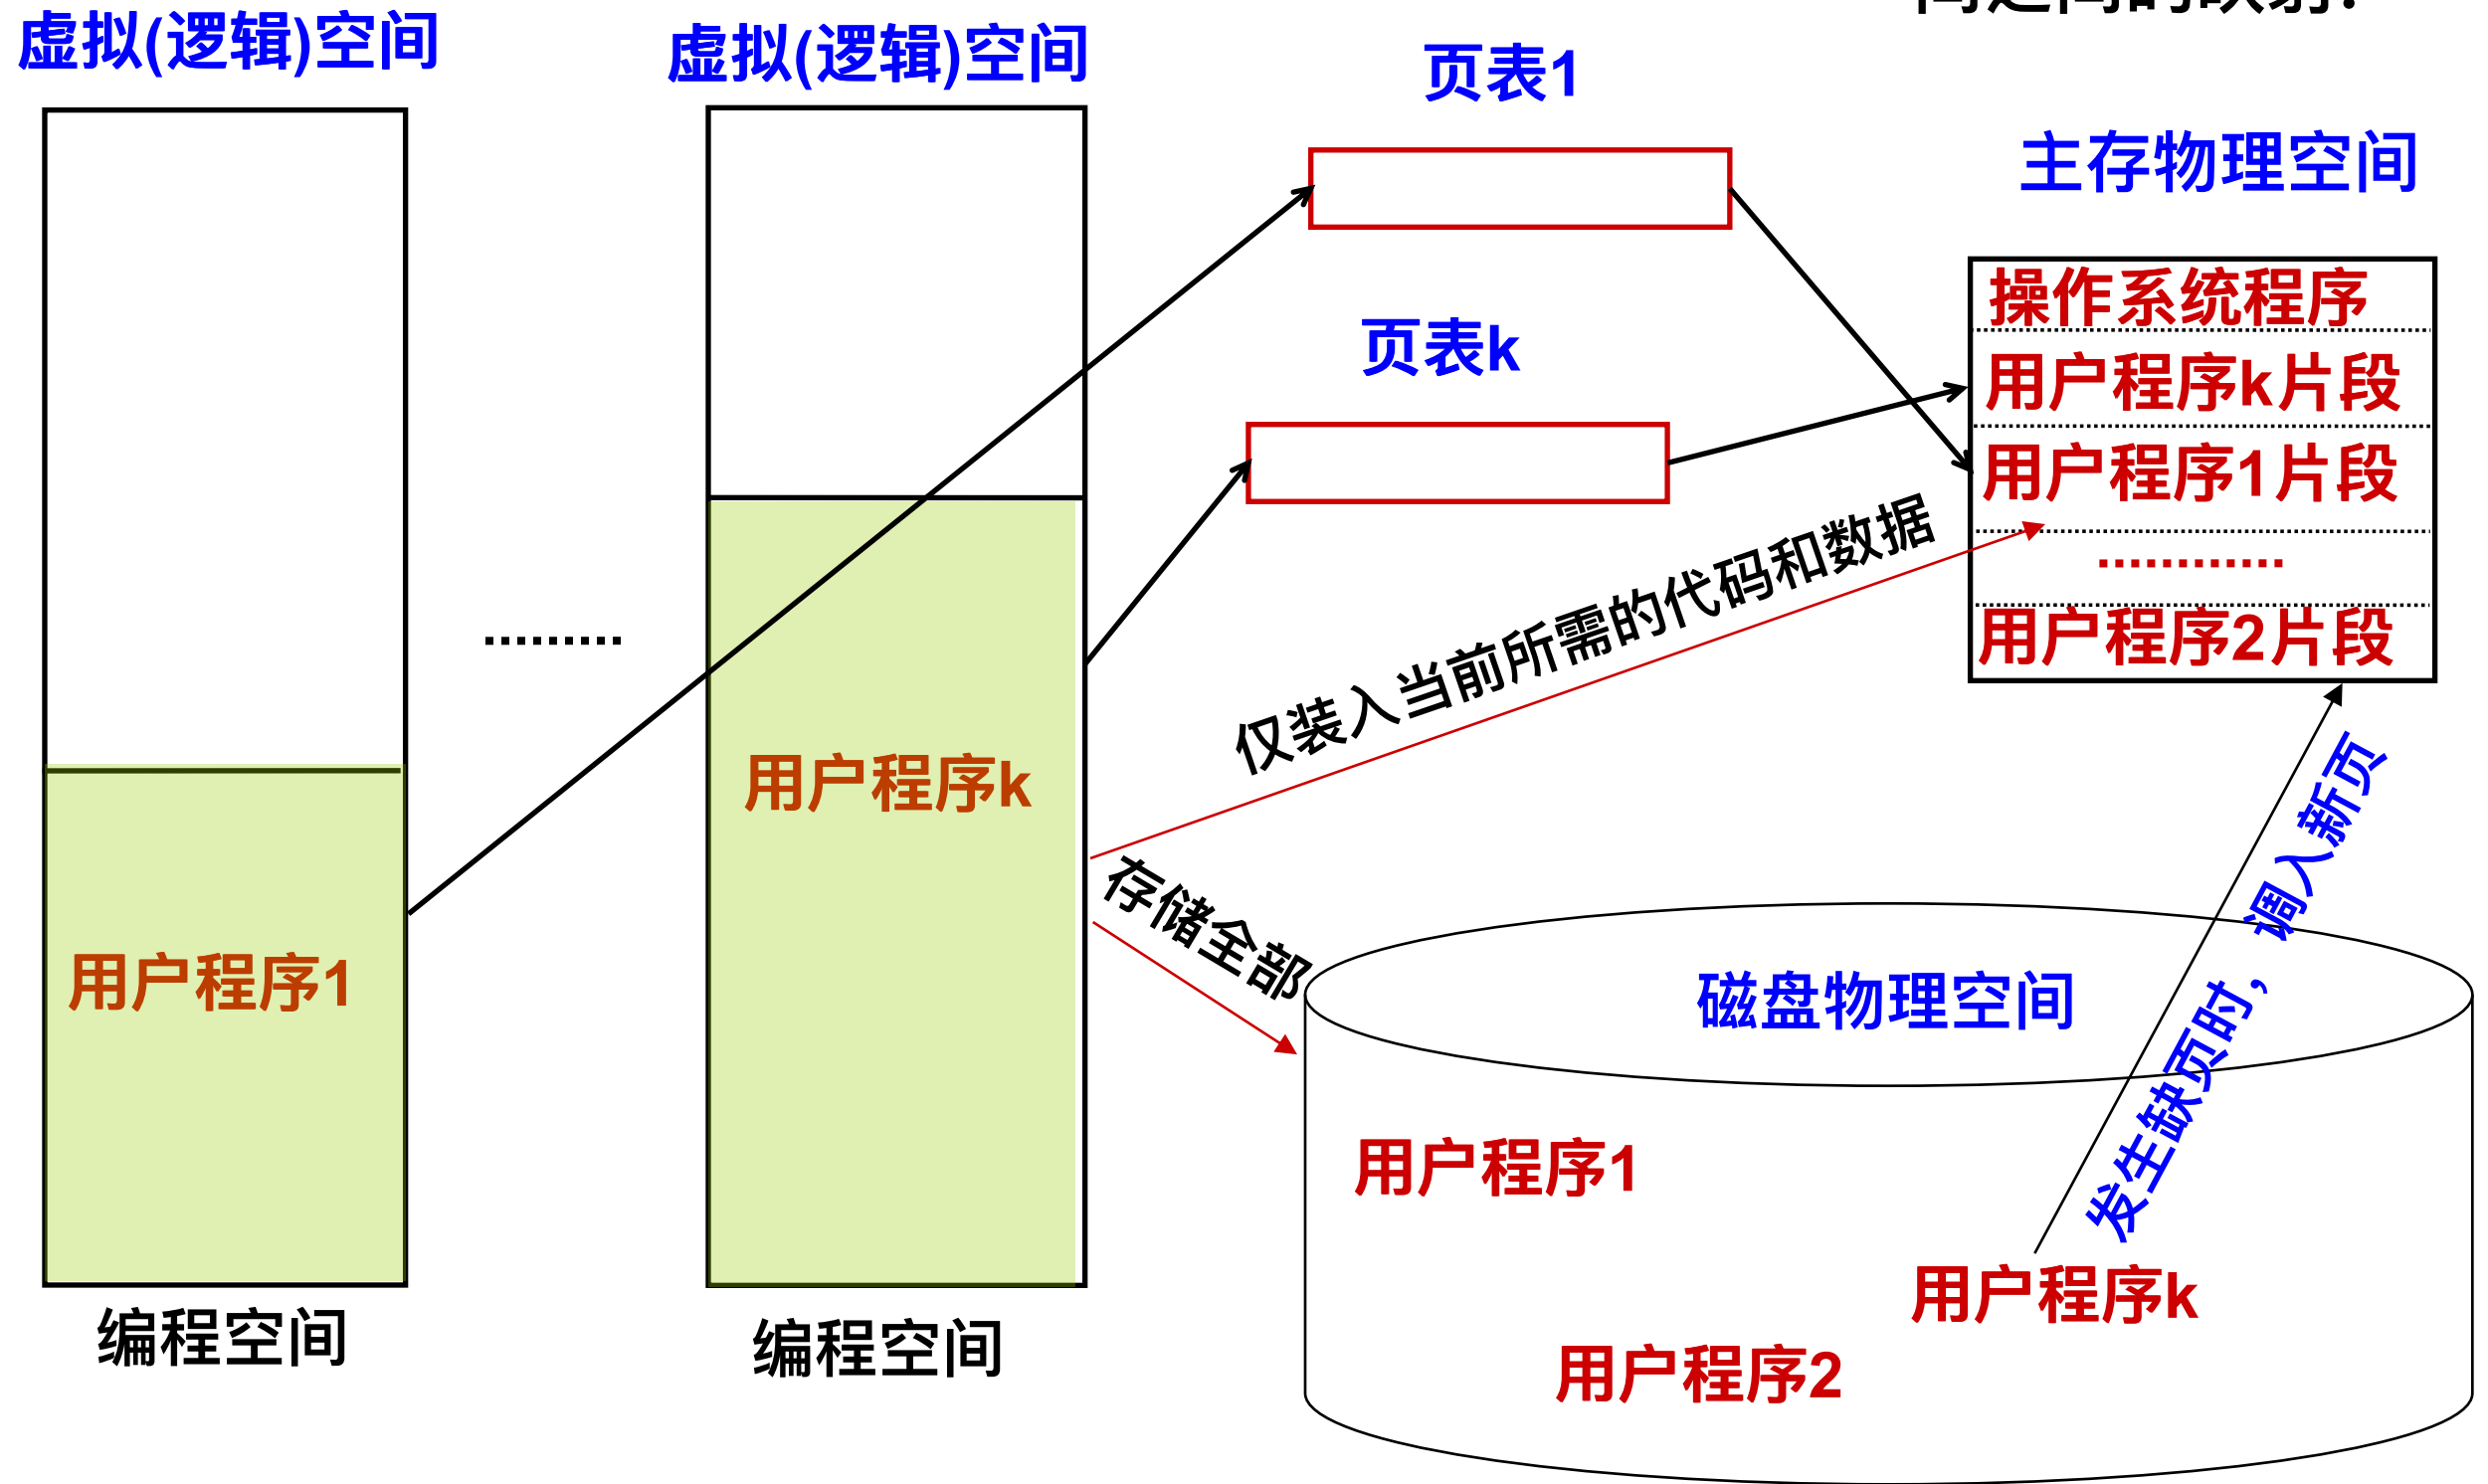 虚拟(逻辑)空间
虚拟(逻辑)空间
页表1
主存物理空间
操作系统程序
页表k
用户程序k片段
用户程序1片段
………
………
用户程序2片段
仅装入当前所需的代码和数据
用户程序k
存储全部
发生缺页时，调入新页
用户程序1
磁盘物理空间
用户程序1
用户程序k
编程空间
编程空间
用户程序2